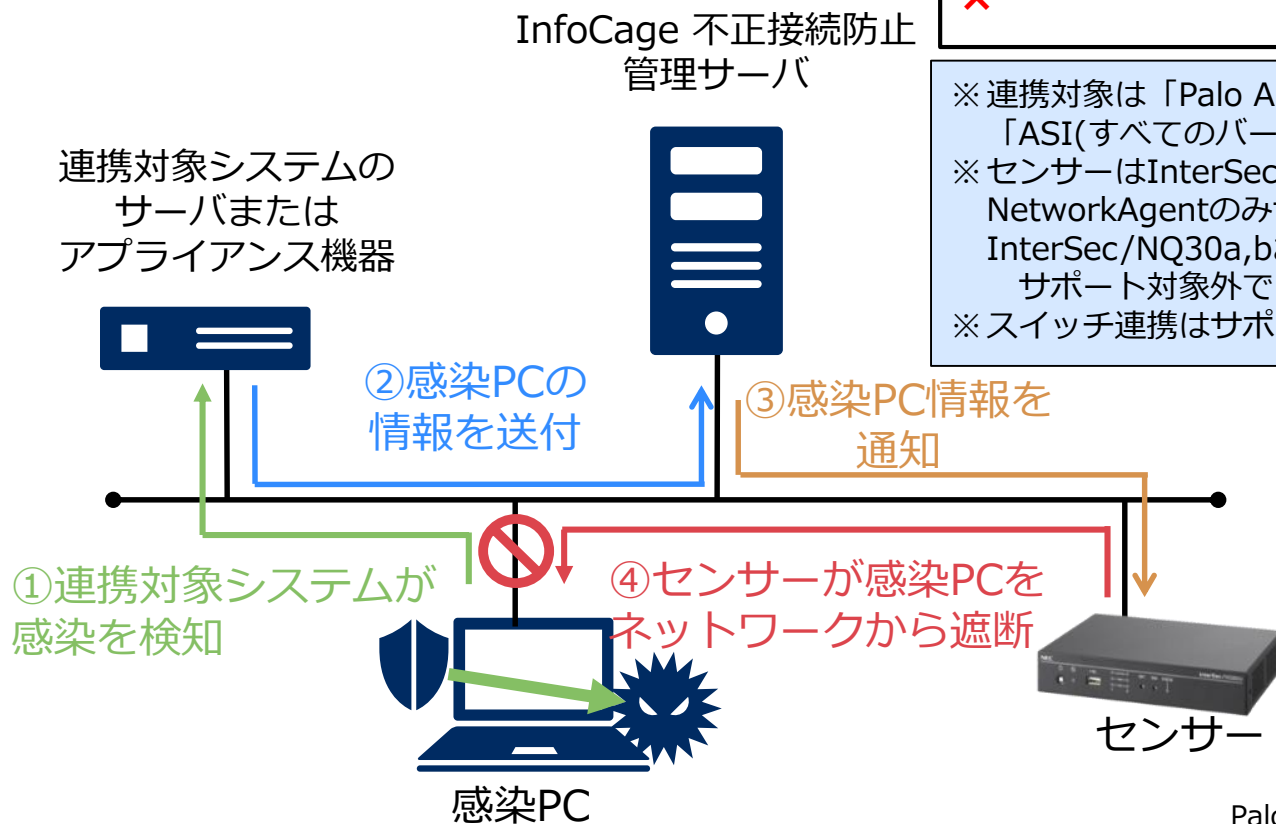 InfoCage 不正接続防止
管理サーバ
連携対象システムの
サーバまたは
アプライアンス機器
※連携対象は「Palo A
「ASI(すべてのバー
※センサーはInterSec
NetworkAgentのみ
InterSec/NQ30a,b
サポート対象外で
※スイッチ連携はサポ
②感染PCの
情報を送付
③感染PC情報を
通知
①連携対象システムが
感染を検知
④センサーが感染PCを
ネットワークから遮断
NEC
センサー
感染PC
Palo